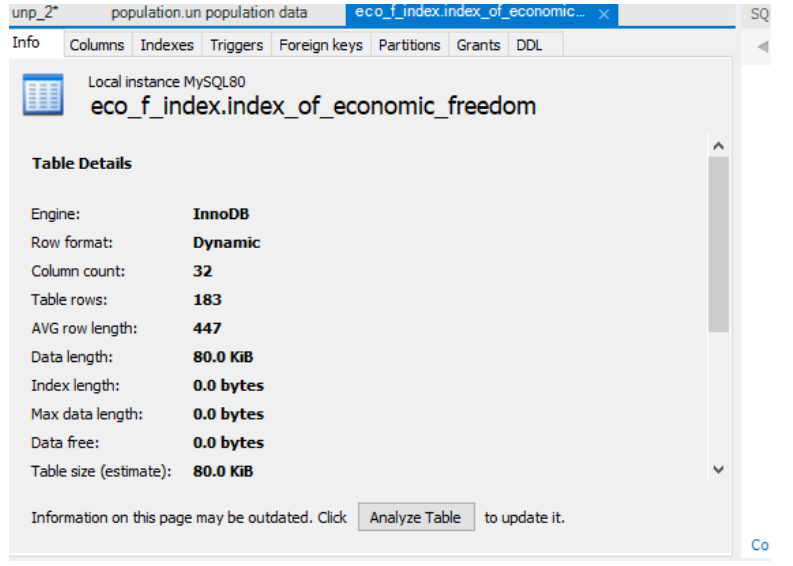 unp_2* population.un population data eco_f_index.index_of_economic... × SQ
Info Columns Indexes Triggers Foreign keys Partitions Grants DDL
Local instance MySQL80
eco_f_index.index_of_economic_freedom
Table Details
Engine: InnoDB
Row format: Dynamic
Column count: 32
Table rows: 183
AVG row length: 447
Data length: 80.0 KiB
Index length: 0.0 bytes
Max data length: 0.0 bytes
Data free: 0.0 bytes
Table size (estimate): 80.0 KiB
Information on this page may be outdated. Click Analyze Table to update it.
Co